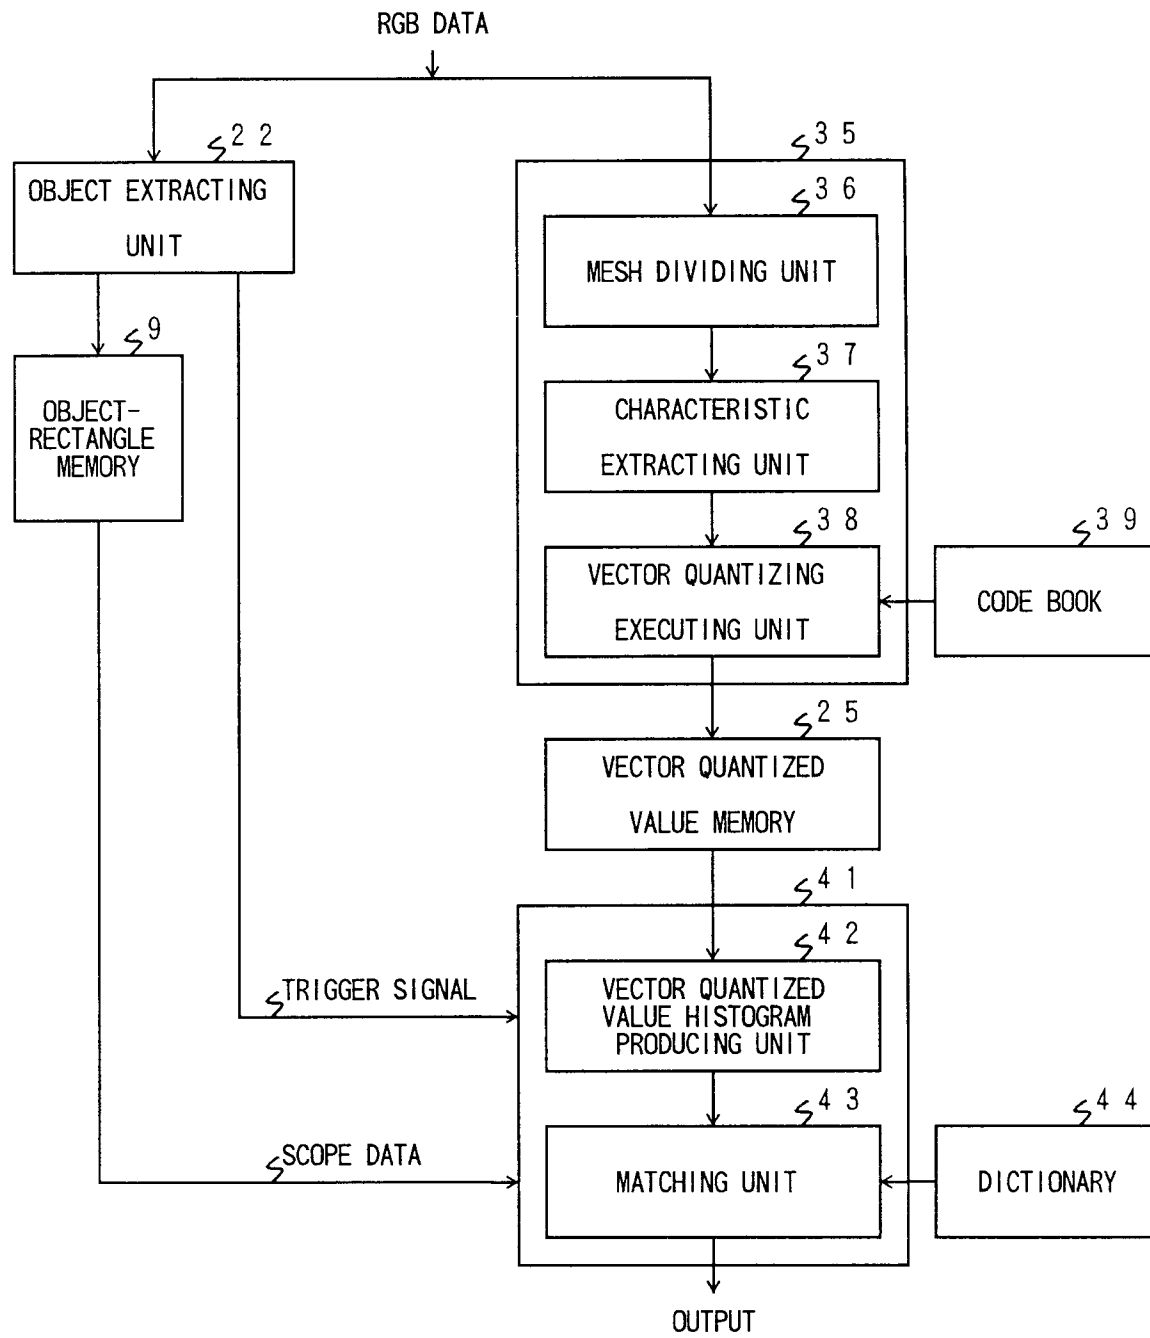 RGB DATA
22
OBJECT EXTRACTING
UNIT
9
OBJECT-
RECTANGLE
MEMORY
35
36
MESH DIVIDING UNIT
37
CHARACTERISTIC
EXTRACTING UNIT
38
VECTOR QUANTIZING
EXECUTING UNIT
39
CODE BOOK
25
VECTOR QUANTIZED
VALUE MEMORY
41
42
VECTOR QUANTIZED
VALUE HISTOGRAM
PRODUCING UNIT
TRIGGER SIGNAL
43
MATCHING UNIT
SCOPE DATA
44
DICTIONARY
OUTPUT